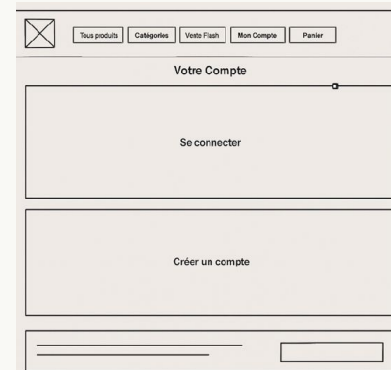 Tous produits Catégories Vente Flash Mon Compte Panier
Votre Compte
Se connecter
Créer un compte